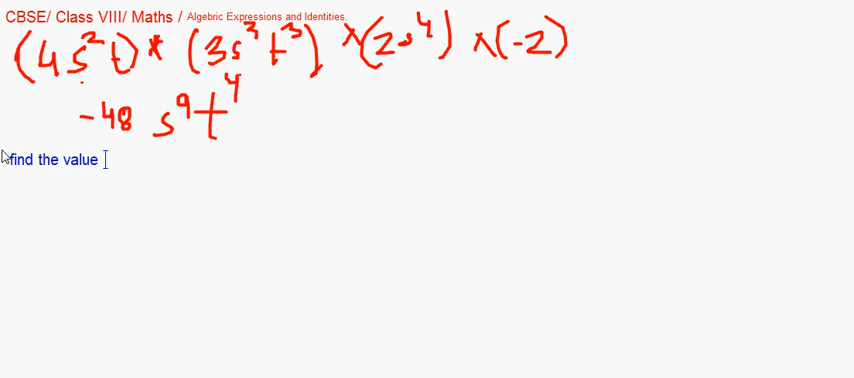 CBSE/ Class VIII/ Maths / Algebric Expressions and Identities.
(4s²t) * (3s³t³) × (2s⁴) × (-2)
-48 s⁹t⁴
find the value